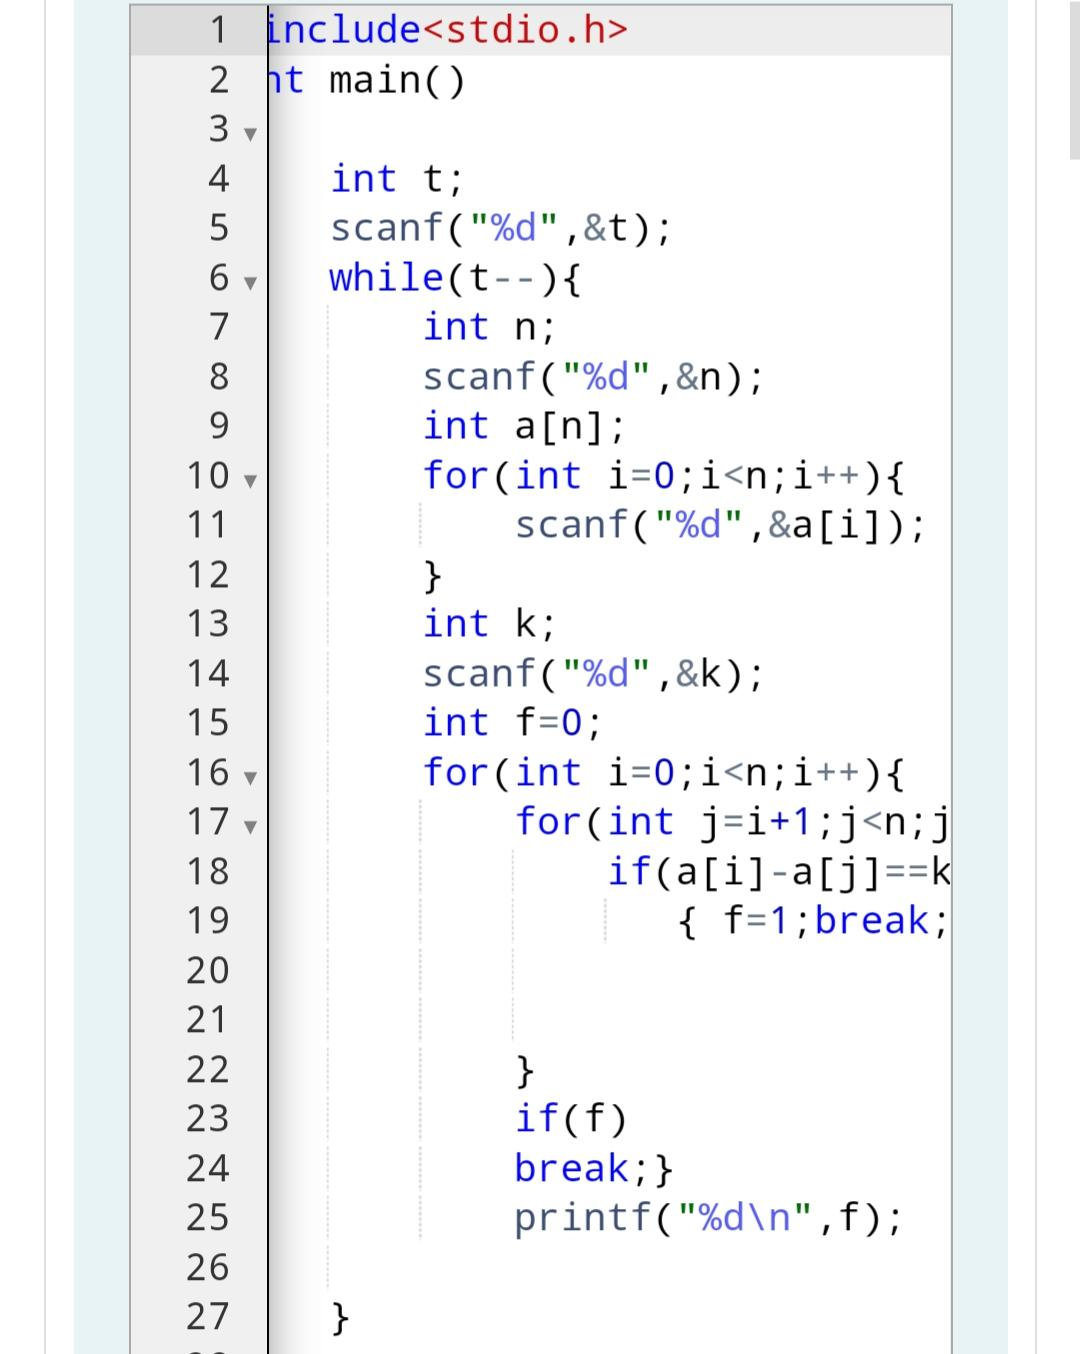 1 include<stdio.h>
2 nt main()
3
4 int t;
5 scanf("%d",&t);
6 while(t--){
7 int n;
8 scanf("%d",&n);
9 int a[n];
10 for(int i=0;i<n;i++){
11 scanf("%d",&a[i]);
12 }
13 int k;
14 scanf("%d",&k);
15 int f=0;
16 for(int i=0;i<n;i++){
17 for(int j=i+1;j<n;j
18 if(a[i]-a[j]==k
19 { f=1;break;
20
21
22 }
23 if(f)
24 break;}
25 printf("%d\n",f);
26
27 }